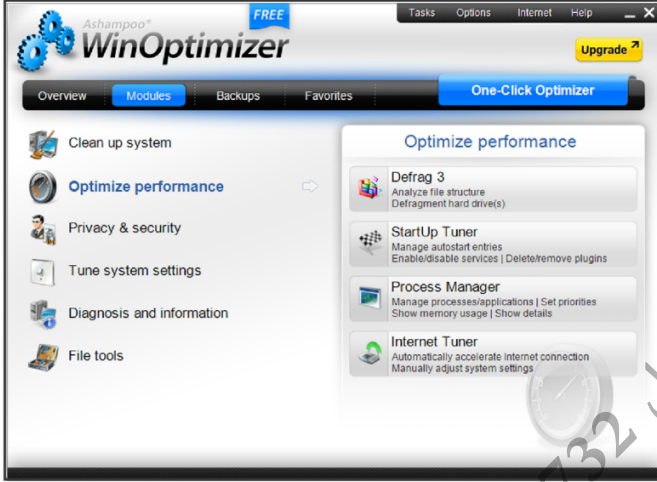 Ashampoo®
WinOptimizer
FREE
Tasks Options Internet Help
Upgrade
Overview Modules Backups Favorites One-Click Optimizer
Clean up system
Optimize performance
Privacy & security
Tune system settings
Diagnosis and information
File tools
Optimize performance
Defrag 3
Analyze file structure
Defragment hard drive(s)
StartUp Tuner
Manage autostart entries
Enable/disable services | Delete/remove plugins
Process Manager
Manage processes/applications | Set priorities
Show memory usage | Show details
Internet Tuner
Automatically accelerate Internet connection
Manually adjust system settings
732